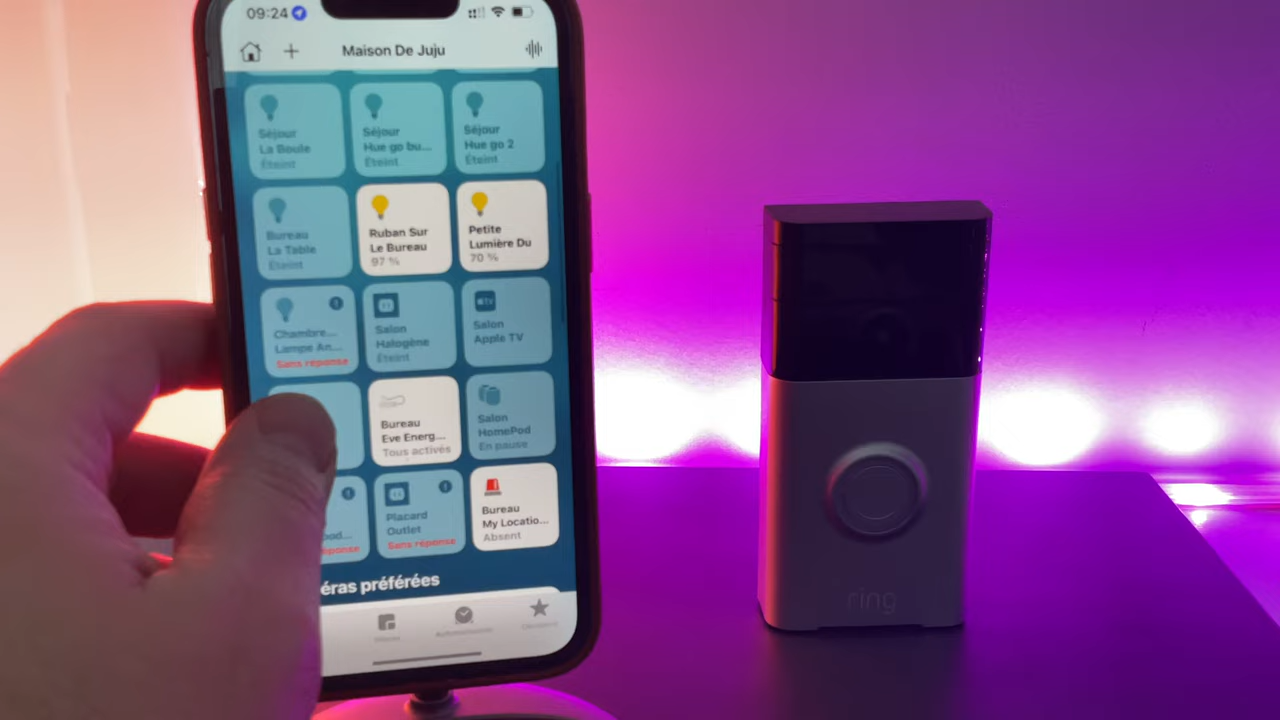 09:24
Maison De Juju
Séjour
La Boule
Éteint
Séjour
Hue go bu...
Éteint
Séjour
Hue go 2
Éteint
Bureau
La Table
Éteint
Ruban Sur
Le Bureau
97 %
Petite
Lumière Du
70 %
Chambre...
Lampe An...
Sans réponse
Salon
Halogène
Éteint
Salon
Apple TV
Bureau
Eve Energ...
Tous activés
Salon
HomePod
En pause
ood...
éponse
Placard
Outlet
Sans réponse
Bureau
My Locatio...
Absent
éras préférées
ring